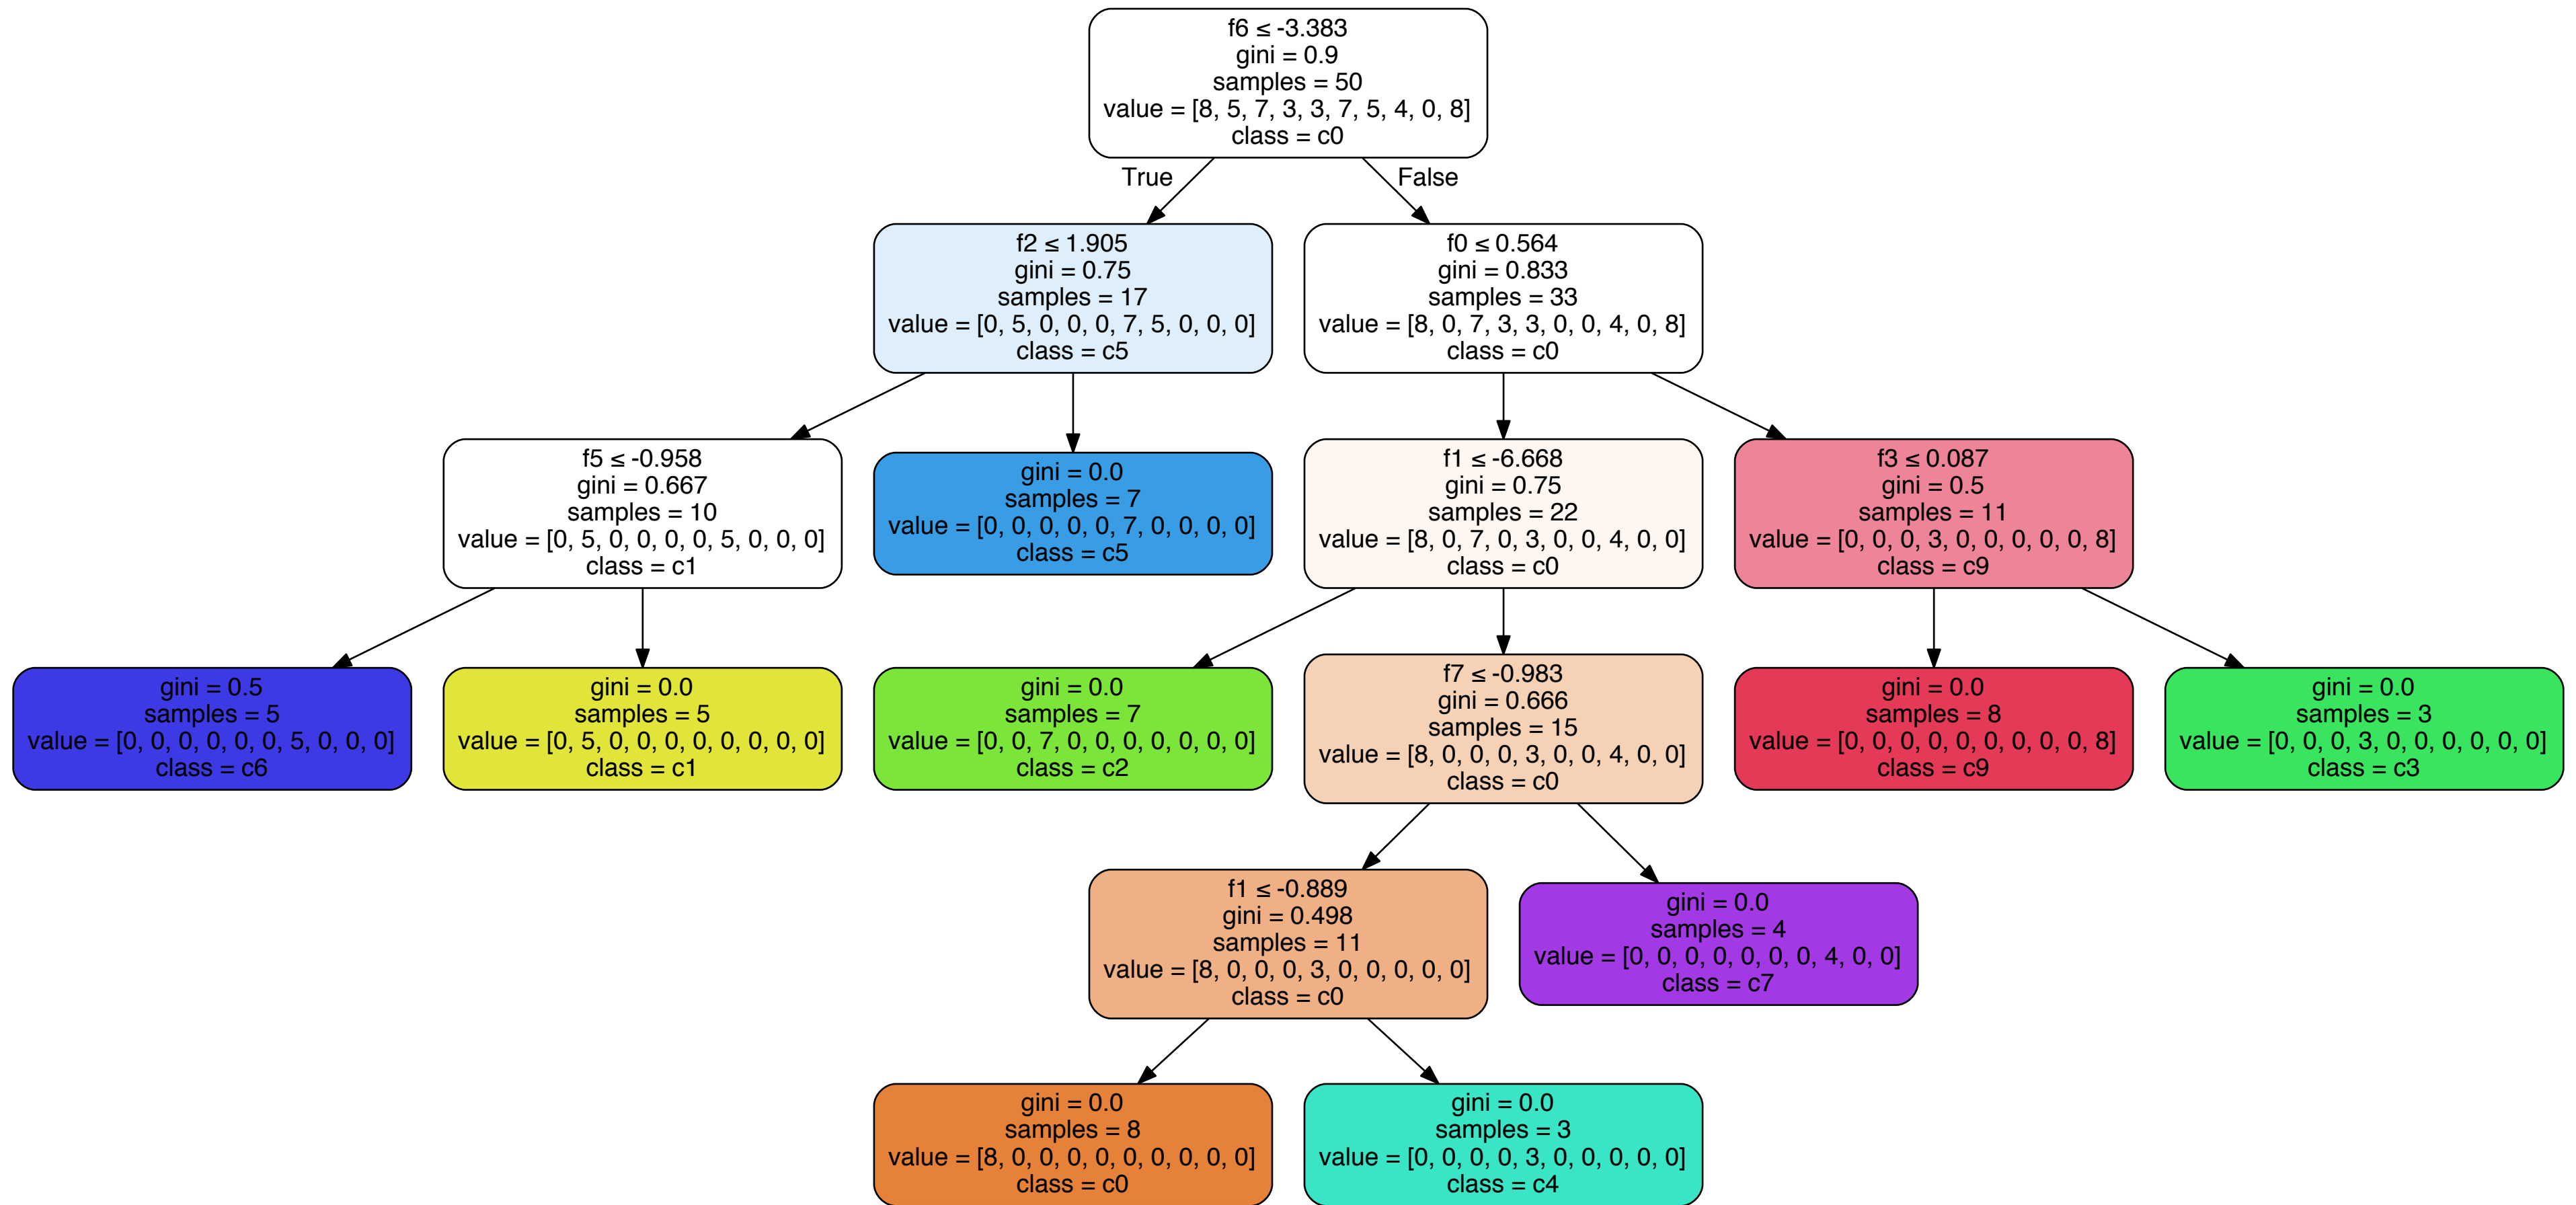 f6 ≤ -3.383
gini = 0.9
samples = 50
value = [8, 5, 7, 3, 3, 7, 5, 4, 0, 8]
class = c0
True
False
f2 ≤ 1.905
gini = 0.75
samples = 17
value = [0, 5, 0, 0, 0, 7, 5, 0, 0, 0]
class = c5
f0 ≤ 0.564
gini = 0.833
samples = 33
value = [8, 0, 7, 3, 3, 0, 0, 4, 0, 8]
class = c0
f5 ≤ -0.958
gini = 0.667
samples = 10
value = [0, 5, 0, 0, 0, 0, 5, 0, 0, 0]
class = c1
gini = 0.0
samples = 7
value = [0, 0, 0, 0, 0, 7, 0, 0, 0, 0]
class = c5
f1 ≤ -6.668
gini = 0.75
samples = 22
value = [8, 0, 7, 0, 3, 0, 0, 4, 0, 0]
class = c0
f3 ≤ 0.087
gini = 0.5
samples = 11
value = [0, 0, 0, 3, 0, 0, 0, 0, 0, 8]
class = c9
gini = 0.5
samples = 5
value = [0, 0, 0, 0, 0, 0, 5, 0, 0, 0]
class = c6
gini = 0.0
samples = 5
value = [0, 5, 0, 0, 0, 0, 0, 0, 0, 0]
class = c1
gini = 0.0
samples = 7
value = [0, 0, 7, 0, 0, 0, 0, 0, 0, 0]
class = c2
f7 ≤ -0.983
gini = 0.666
samples = 15
value = [8, 0, 0, 0, 3, 0, 0, 4, 0, 0]
class = c0
gini = 0.0
samples = 8
value = [0, 0, 0, 0, 0, 0, 0, 0, 0, 8]
class = c9
gini = 0.0
samples = 3
value = [0, 0, 0, 3, 0, 0, 0, 0, 0, 0]
class = c3
f1 ≤ -0.889
gini = 0.498
samples = 11
value = [8, 0, 0, 0, 3, 0, 0, 0, 0, 0]
class = c0
gini = 0.0
samples = 4
value = [0, 0, 0, 0, 0, 0, 0, 4, 0, 0]
class = c7
gini = 0.0
samples = 8
value = [8, 0, 0, 0, 0, 0, 0, 0, 0, 0]
class = c0
gini = 0.0
samples = 3
value = [0, 0, 0, 0, 3, 0, 0, 0, 0, 0]
class = c4